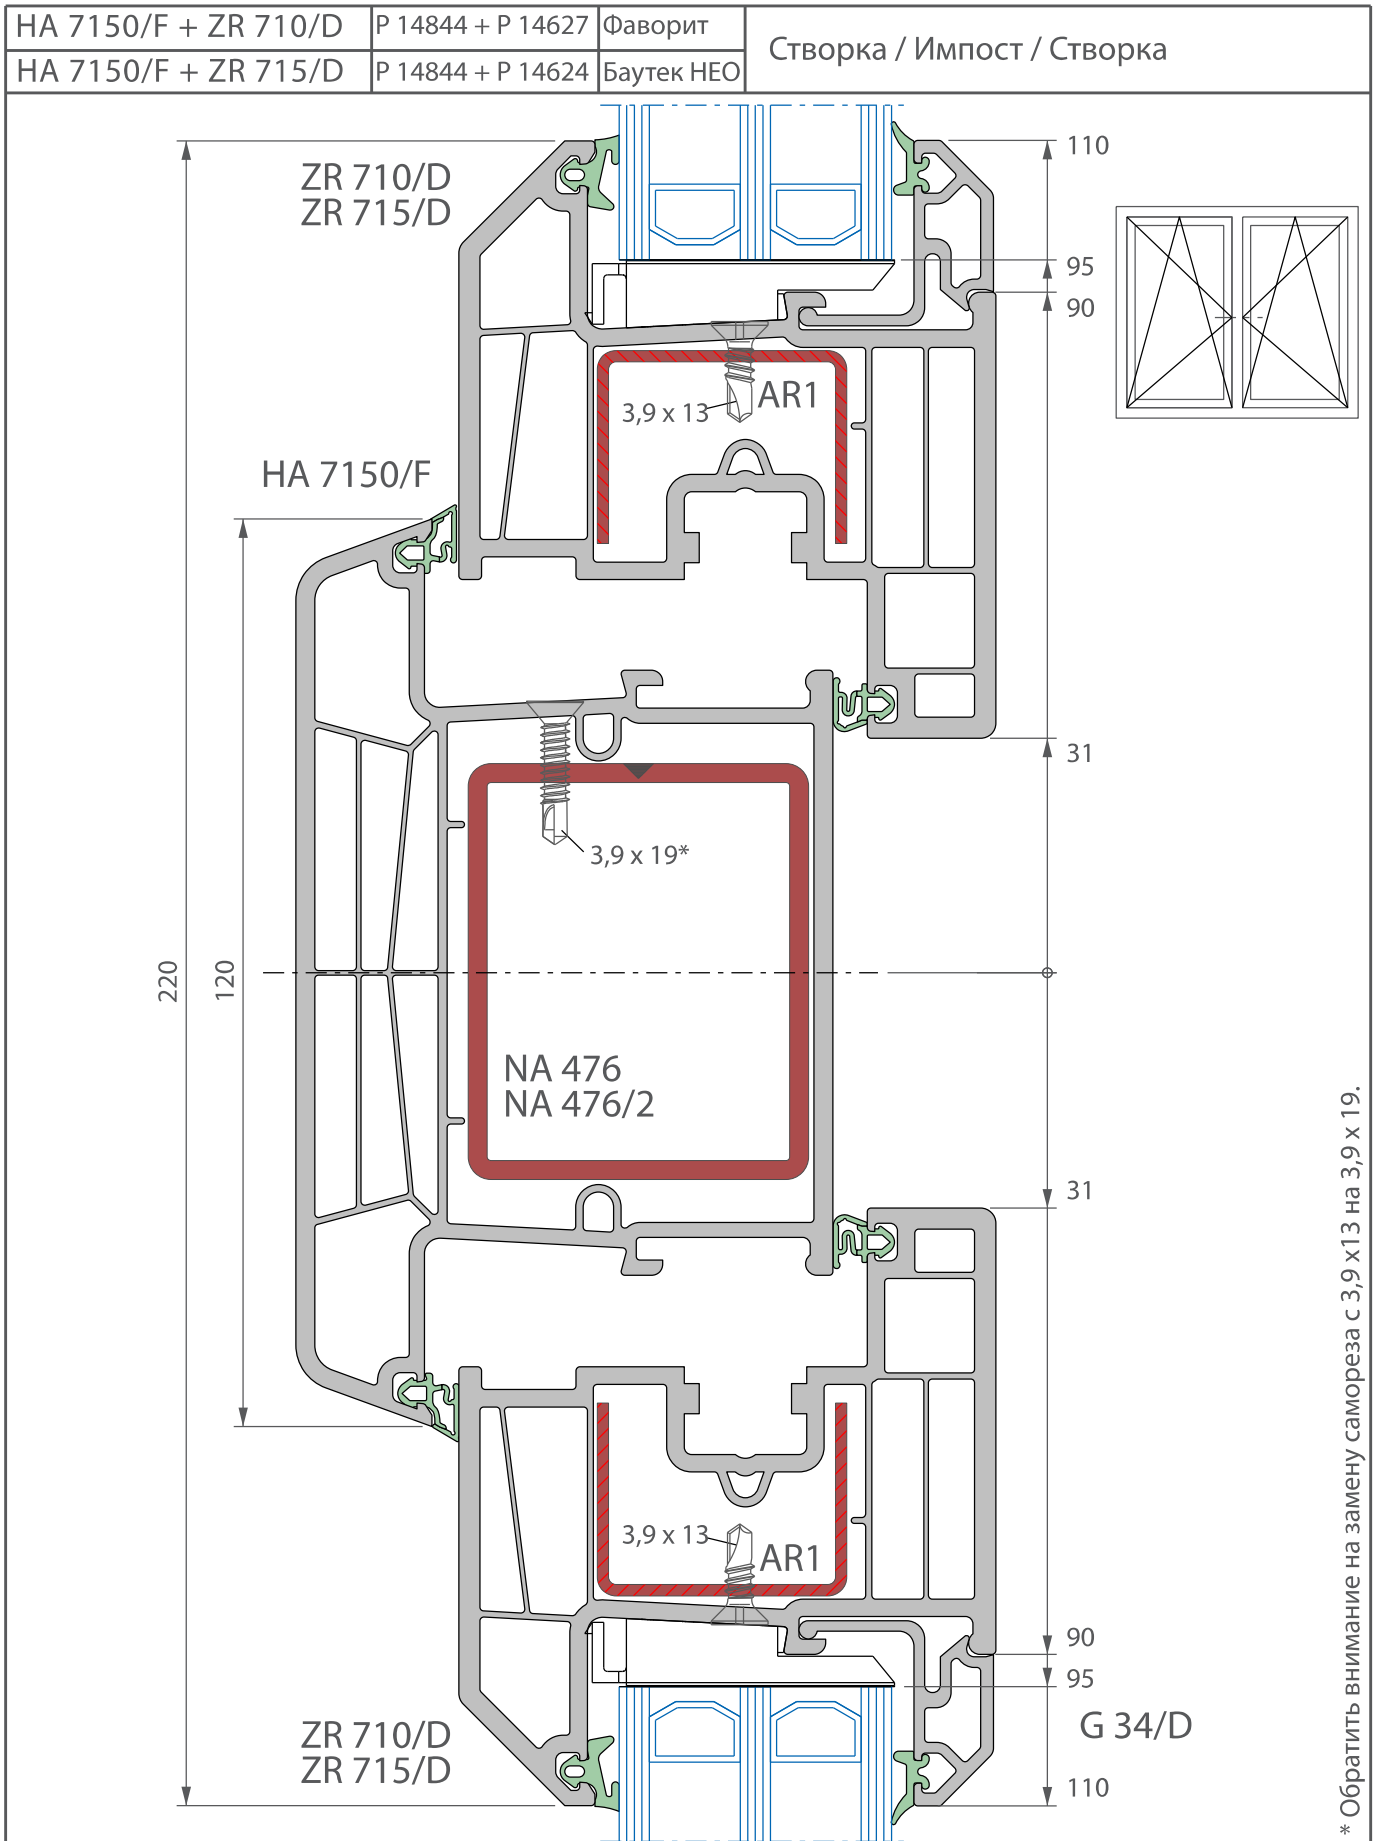 HA 7150/F + ZR 710/D
P 14844 + P 14627
Фаворит
HA 7150/F + ZR 715/D
P 14844 + P 14624
Баутек НЕО
Створка / Импост / Створка
110
ZR 710/D
ZR 715/D
95
90
AR1
3,9 x 13
HA 7150/F
31
3,9 x 19*
220
120
NA 476
NA 476/2
31
3,9 x 13
AR1
90
95
ZR 710/D
ZR 715/D
G 34/D
110
* Обратить внимание на замену самореза с 3,9 х13 на 3,9 х 19.